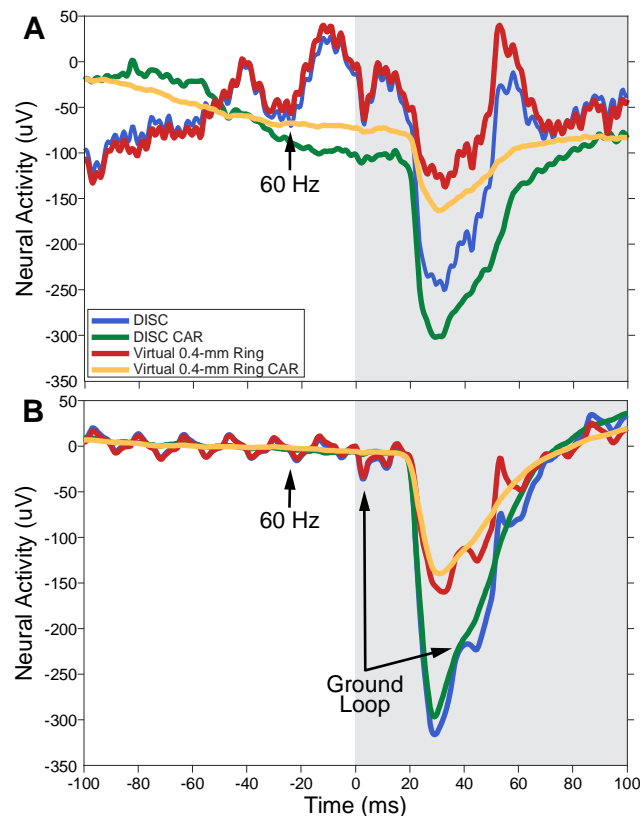 A
50
0
-50
-100
-150
-200
-250
-300
-350
Neural Activity (uV)
60 Hz
DISC
DISC CAR
Virtual 0.4-mm Ring
Virtual 0.4-mm Ring CAR
B
50
0
-50
-100
-150
-200
-250
-300
-350
Neural Activity (uV)
60 Hz
Ground
Loop
-100 -80 -60 -40 -20 0 20 40 60 80 100
Time (ms)